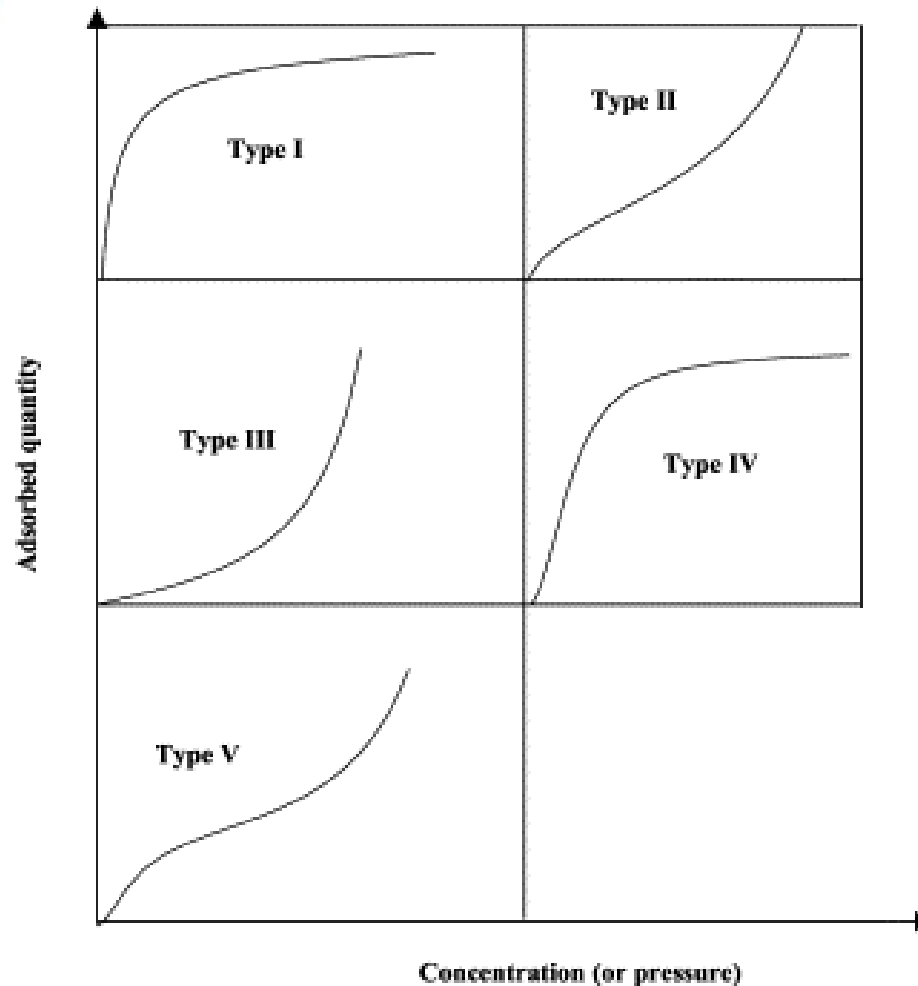 Type I
Type II
Type III
Type IV
Type V
Adsorbed quantity
Concentration (or pressure)